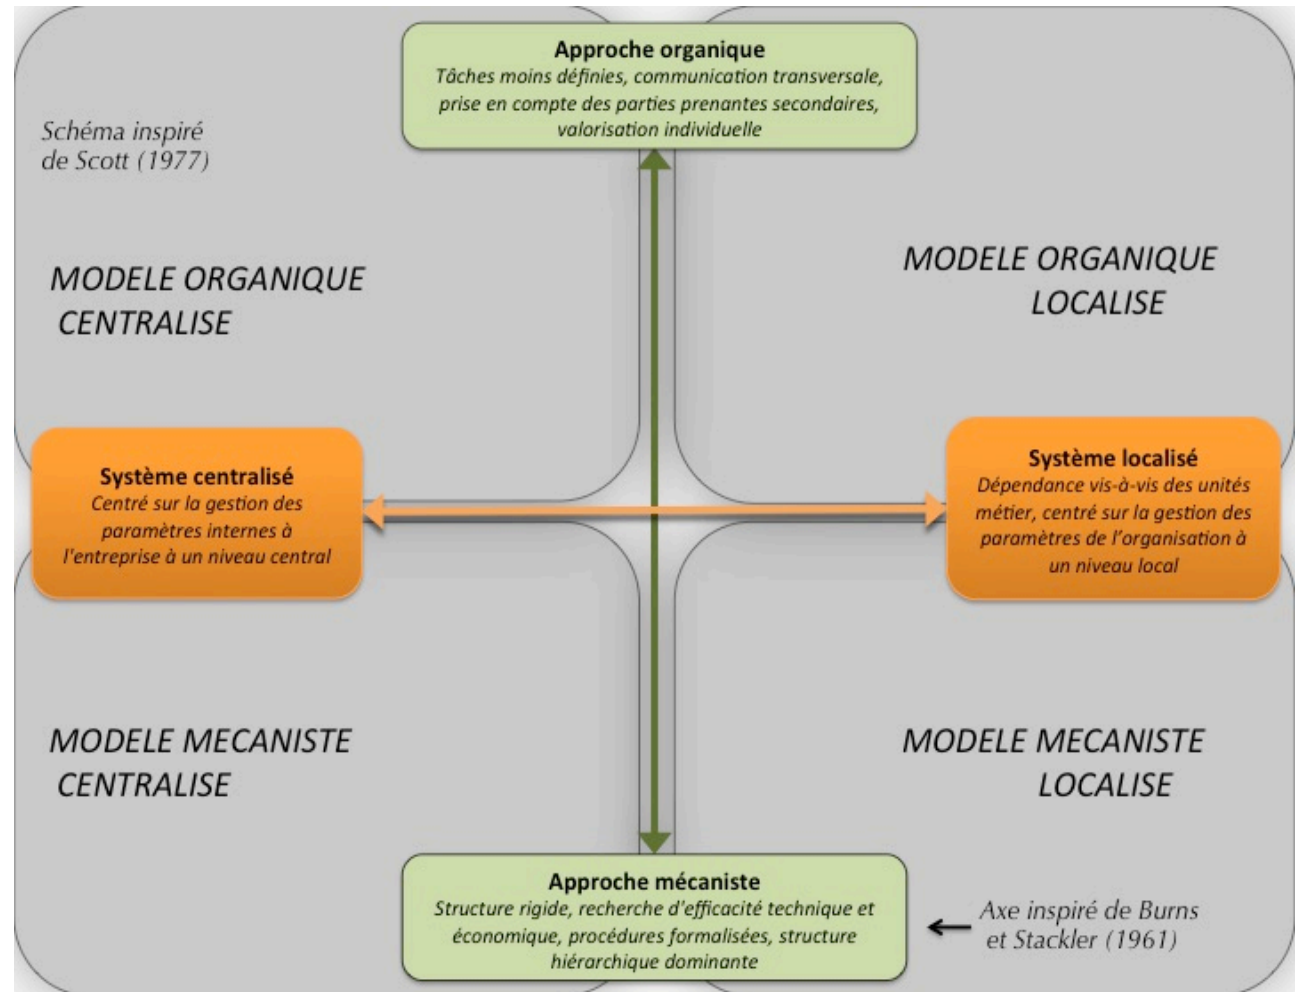 Approche organique
Tâches moins définies, communication transversale,
prise en compte des parties prenantes secondaires,
valorisation individuelle
Schéma inspiré
de Scott (1977)
MODELE ORGANIQUE
CENTRALISE
MODELE ORGANIQUE
LOCALISE
Système centralisé
Centré sur la gestion des
paramètres internes à
l'entreprise à un niveau central
Système localisé
Dépendance vis-à-vis des unités
métier, centré sur la gestion des
paramètres de l'organisation à
un niveau local
MODELE MECANISTE
CENTRALISE
MODELE MECANISTE
LOCALISE
Approche mécaniste
Structure rigide, recherche d'efficacité technique et
économique, procédures formalisées, structure
hiérarchique dominante
Axe inspiré de Burns
et Stackler (1961)